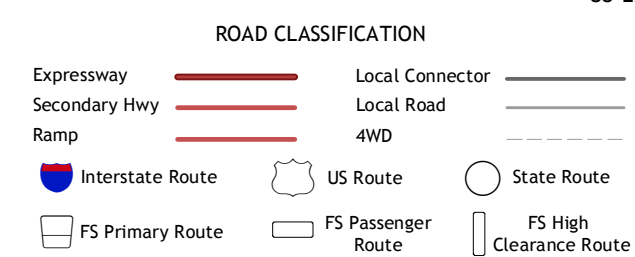 ROAD CLASSIFICATION
Expressway
Local Connector
Secondary Hwy
Local Road
Ramp
4WD
Interstate Route
US Route
State Route
FS Primary Route
FS Passenger
Route
FS High
Clearance Route